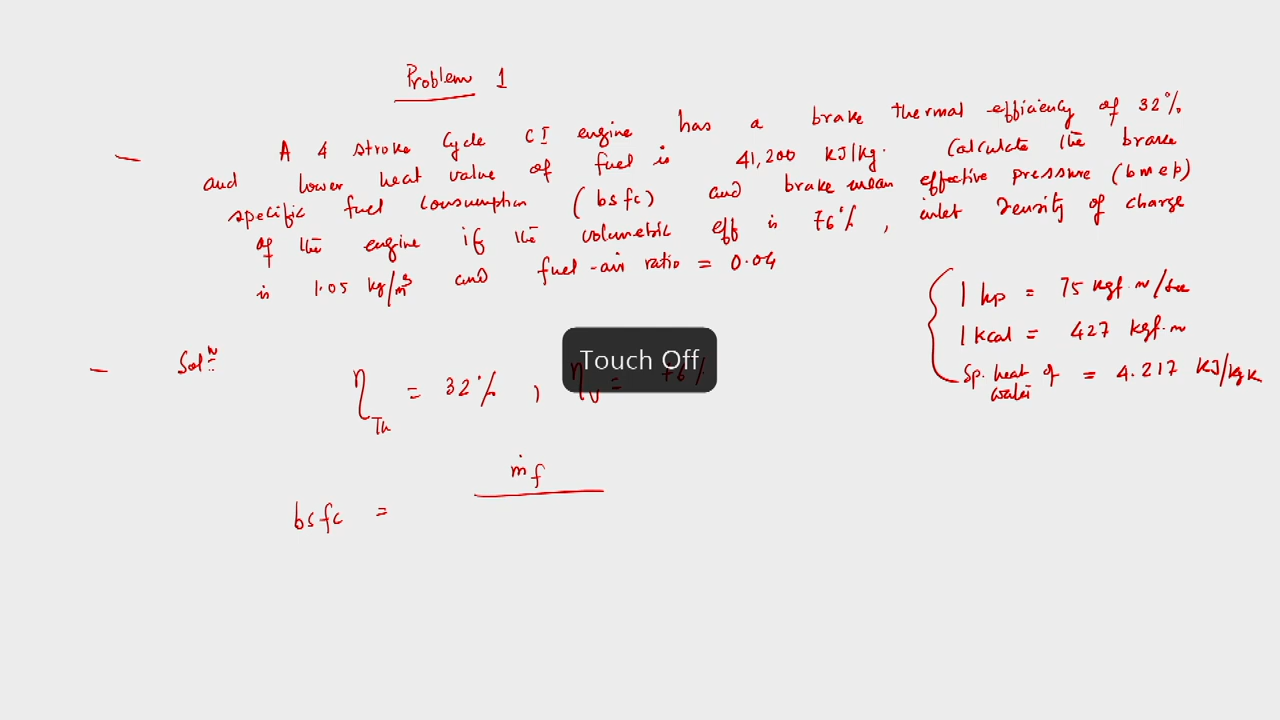 Problem 1
A 4 stroke Cycle CI engine has a brake thermal efficiency of 32%
and lower heat value of fuel is 41,200 KJ/kg. Calculate the brake
specific fuel consumption (bsfc) and brake mean effective pressure (bmep)
of the engine if the volumetric eff is 76%, inlet density of charge
is 1.05 kg/m³ and fuel-air ratio = 0.04
{ 1 hp = 75 kgf.m/sec
1 kcal = 427 kgf.m
Sp. heat of water = 4.217 KJ/kgK
Solⁿ
η_Th = 32%, η_v = 76%
Touch Off
bsfc = ṁf